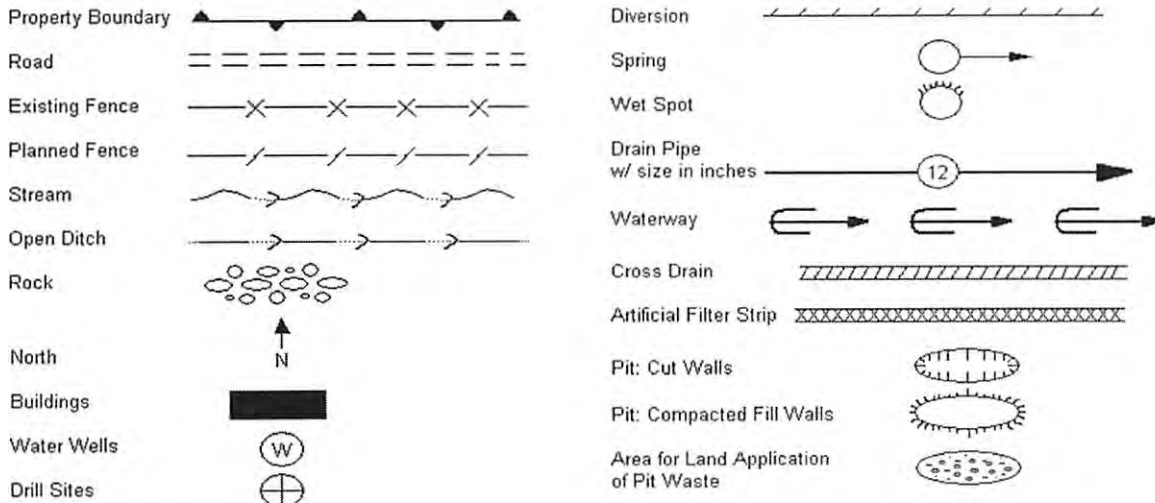 Property Boundary
Road
Existing Fence
Planned Fence
Stream
Open Ditch
Rock
North
N
Buildings
Water Wells
W
Drill Sites
Diversion
Spring
Wet Spot
Drain Pipe
w/ size in inches
12
Waterway
Cross Drain
Artificial Filter Strip
Pit: Cut Walls
Pit: Compacted Fill Walls
Area for Land Application
of Pit Waste